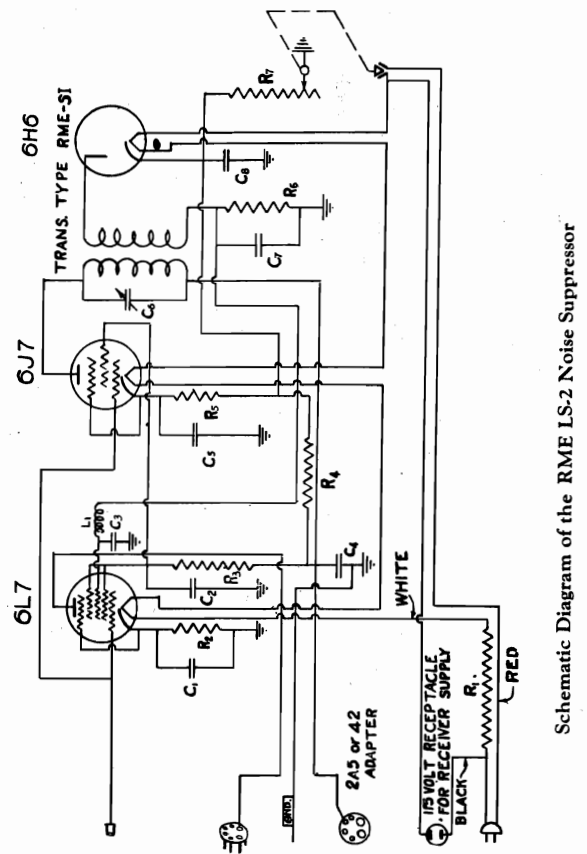 6L7
6J7
6H6
TRANS. TYPE RME-S1
L1
C3
C6
R7
C8
R6
C7
R5
C5
R4
R3
C2
C4
R2
C1
WHITE
2A5 or 42
ADAPTER
GND.
115 VOLT RECEPTACLE
FOR RECEIVER SUPPLY
BLACK
R1.
RED
Schematic Diagram of the RME LS-2 Noise Suppressor